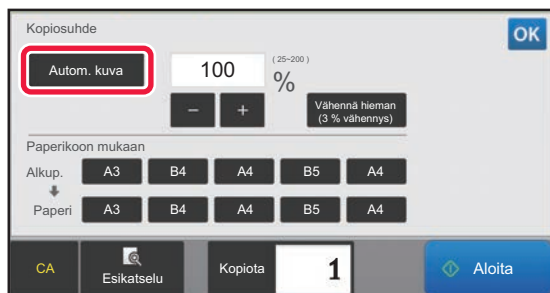 Kopiosuhde
OK
Autom. kuva
100
(25~200)
%
−
+
Vähennä hieman
(3 % vähennys)
Paperikoon mukaan
Alkup.
A3
B4
A4
B5
A4
Paperi
A3
B4
A4
B5
A4
CA
Esikatselu
Kopiota
1
Aloita